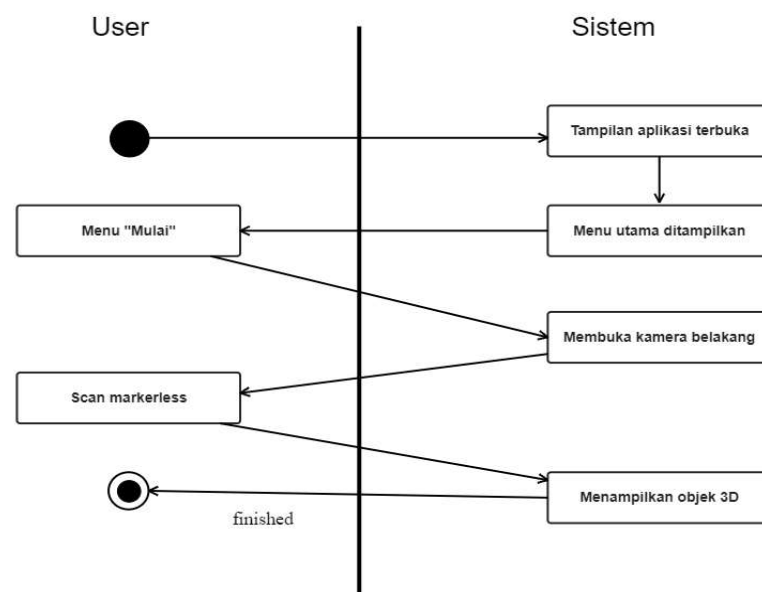 User
Sistem
Tampilan aplikasi terbuka
Menu "Mulai"
Menu utama ditampilkan
Membuka kamera belakang
Scan markerless
Menampilkan objek 3D
finished